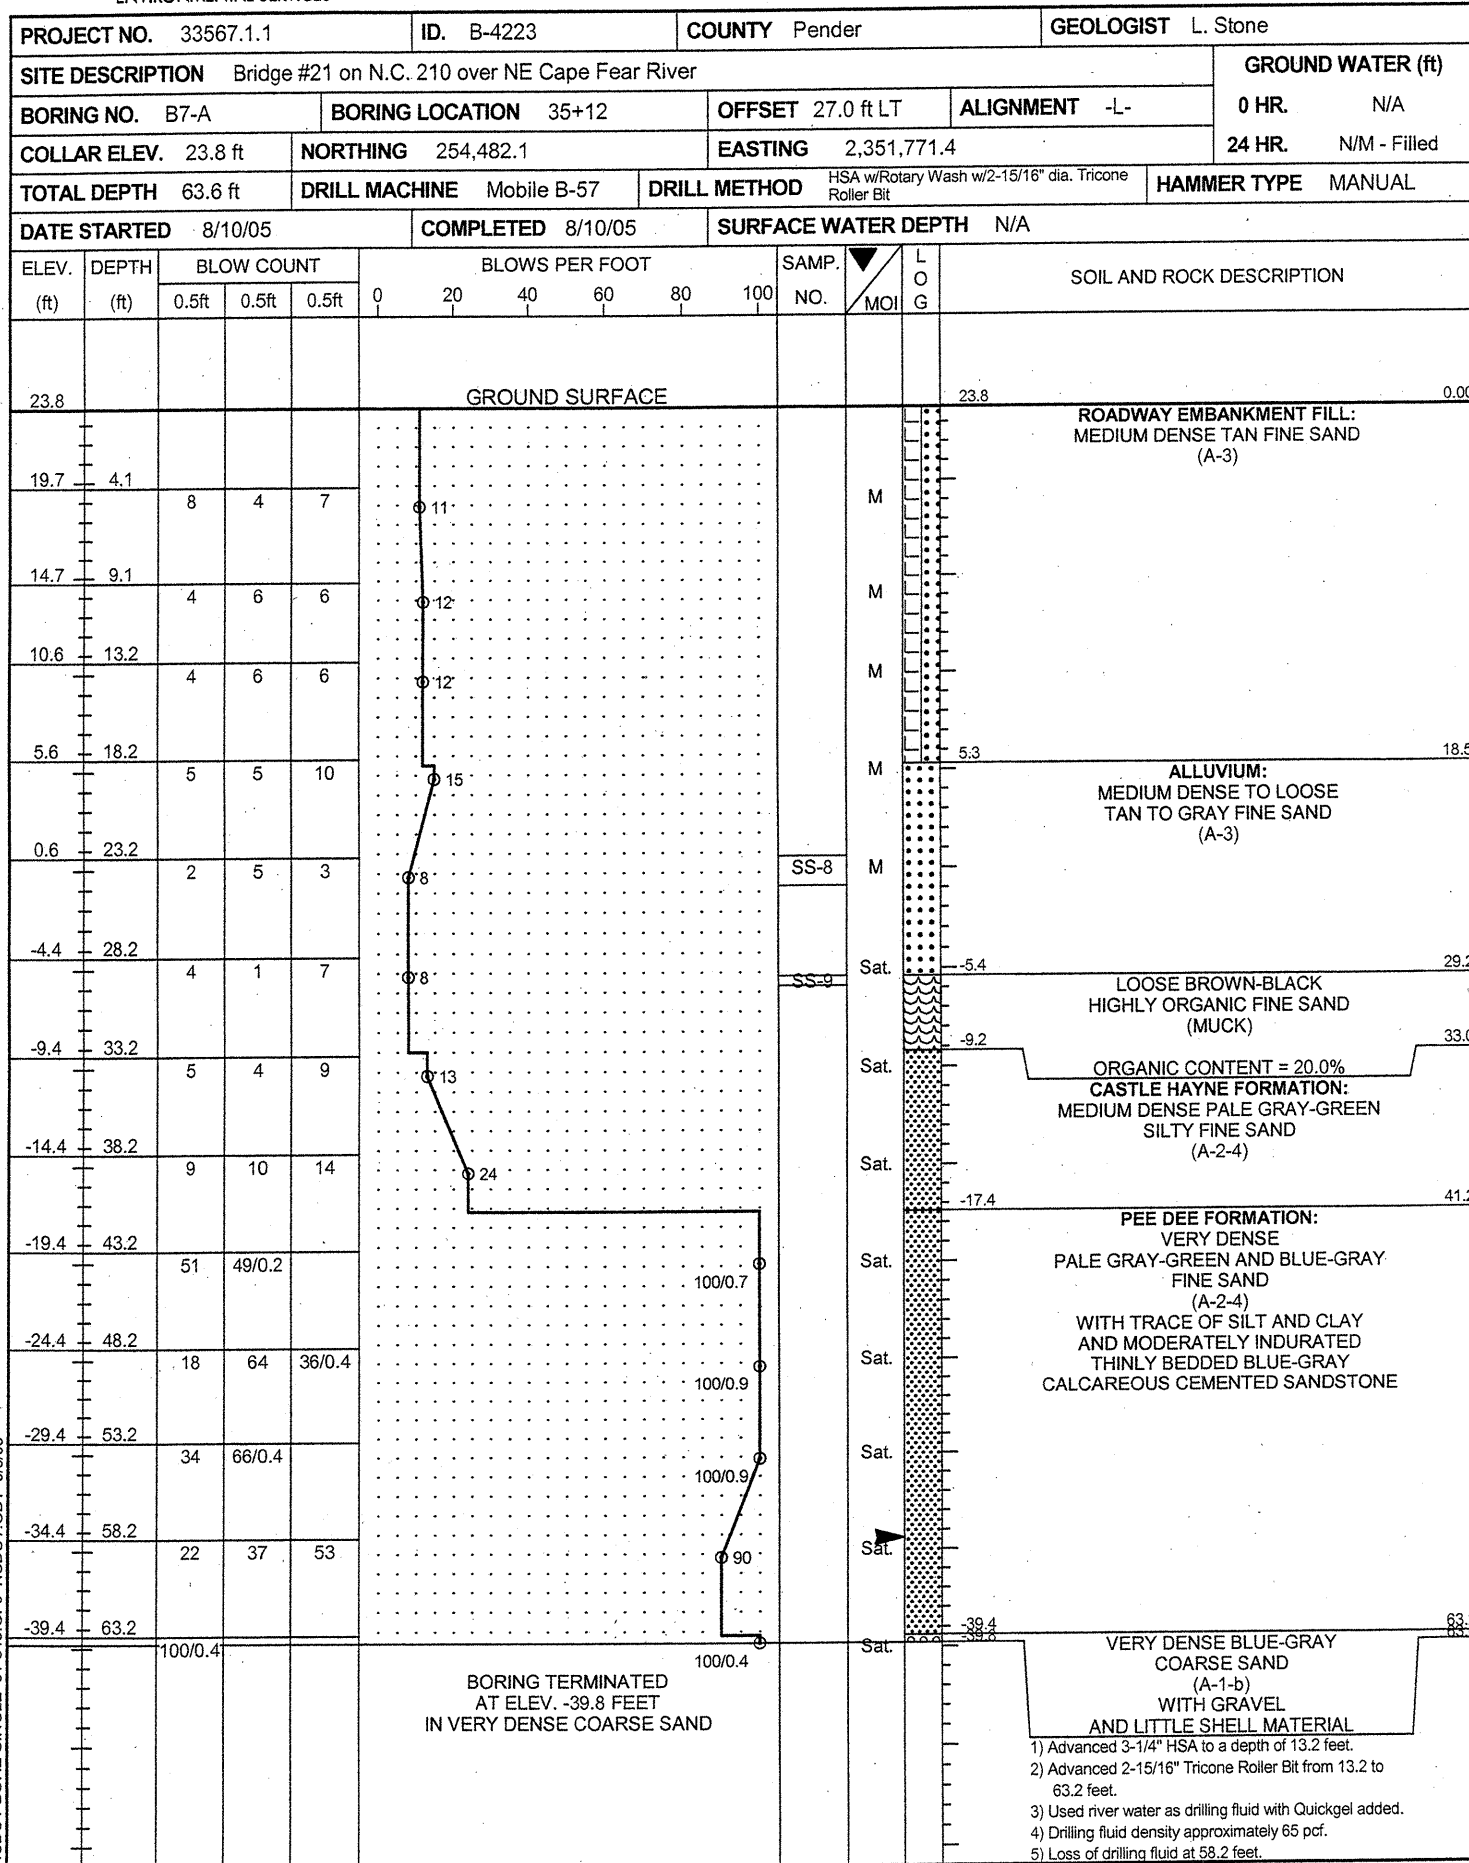 PROJECT NO. 33567.1.1 ID. B-4223 COUNTY Pender GEOLOGIST L. Stone
SITE DESCRIPTION Bridge #21 on N.C. 210 over NE Cape Fear River GROUND WATER (ft)
BORING NO. B7-A BORING LOCATION 35+12 OFFSET 27.0 ft LT ALIGNMENT -L- 0 HR. N/A
COLLAR ELEV. 23.8 ft NORTHING 254,482.1 EASTING 2,351,771.4 24 HR. N/M - Filled
TOTAL DEPTH 63.6 ft DRILL MACHINE Mobile B-57 DRILL METHOD HSA w/Rotary Wash w/2-15/16" dia. Tricone Roller Bit HAMMER TYPE MANUAL
DATE STARTED 8/10/05 COMPLETED 8/10/05 SURFACE WATER DEPTH N/A
ELEV. DEPTH BLOW COUNT BLOWS PER FOOT SAMP. L
O SOIL AND ROCK DESCRIPTION
(ft) (ft) 0.5ft 0.5ft 0.5ft 0 20 40 60 80 100 NO. MOI G
GROUND SURFACE
23.8 23.8 0.00
ROADWAY EMBANKMENT FILL:
MEDIUM DENSE TAN FINE SAND
(A-3)
19.7 4.1
8 4 7 11 M
14.7 9.1
4 6 6 12 M
10.6 13.2
4 6 6 12 M
5.6 18.2 5.3 18.5
5 5 10 15 M
ALLUVIUM:
MEDIUM DENSE TO LOOSE
TAN TO GRAY FINE SAND
(A-3)
0.6 23.2
2 5 3 8 SS-8 M
-4.4 28.2
4 1 7 8 SS-9 Sat. -5.4 29.2
LOOSE BROWN-BLACK
HIGHLY ORGANIC FINE SAND
(MUCK)
-9.2 33.0
-9.4 33.2
5 4 9 13 Sat.
ORGANIC CONTENT = 20.0%
CASTLE HAYNE FORMATION:
MEDIUM DENSE PALE GRAY-GREEN
SILTY FINE SAND
(A-2-4)
-14.4 38.2
9 10 14 24 Sat.
-17.4 41.2
PEE DEE FORMATION:
VERY DENSE
PALE GRAY-GREEN AND BLUE-GRAY
FINE SAND
(A-2-4)
WITH TRACE OF SILT AND CLAY
AND MODERATELY INDURATED
THINLY BEDDED BLUE-GRAY
CALCAREOUS CEMENTED SANDSTONE
-19.4 43.2
51 49/0.2 100/0.7 Sat.
-24.4 48.2
18 64 36/0.4 100/0.9 Sat.
-29.4 53.2
34 66/0.4 100/0.9 Sat.
-34.4 58.2
22 37 53 90 Sat.
-39.4 63.2 -39.4
-39.8
100/0.4 100/0.4 Sat.
VERY DENSE BLUE-GRAY
COARSE SAND
(A-1-b)
WITH GRAVEL
AND LITTLE SHELL MATERIAL
BORING TERMINATED
AT ELEV. -39.8 FEET
IN VERY DENSE COARSE SAND
1) Advanced 3-1/4" HSA to a depth of 13.2 feet.
2) Advanced 2-15/16" Tricone Roller Bit from 13.2 to
63.2 feet.
3) Used river water as drilling fluid with Quickgel added.
4) Drilling fluid density approximately 65 pcf.
5) Loss of drilling fluid at 58.2 feet.